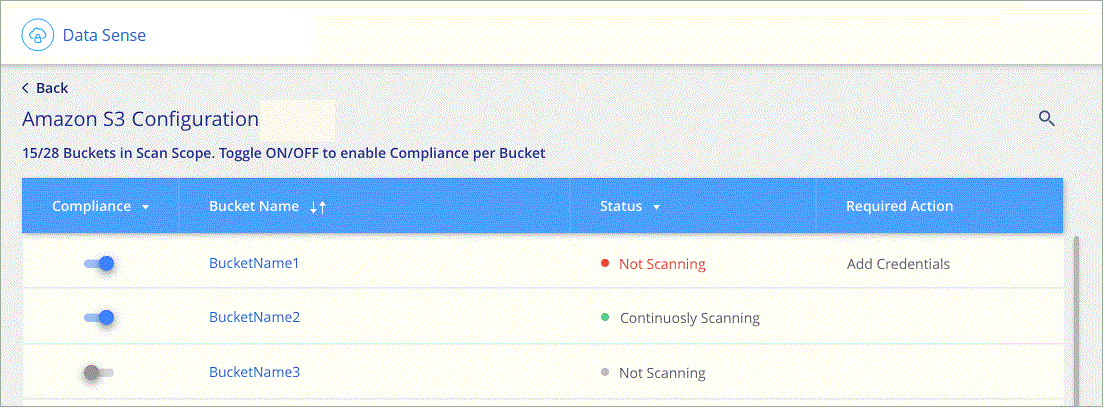 Data Sense
Back
Amazon S3 Configuration
15/28 Buckets in Scan Scope. Toggle ON/OFF to enable Compliance per Bucket
Compliance Bucket Name Status Required Action
BucketName1 Not Scanning Add Credentials
BucketName2 Continuosly Scanning
BucketName3 Not Scanning